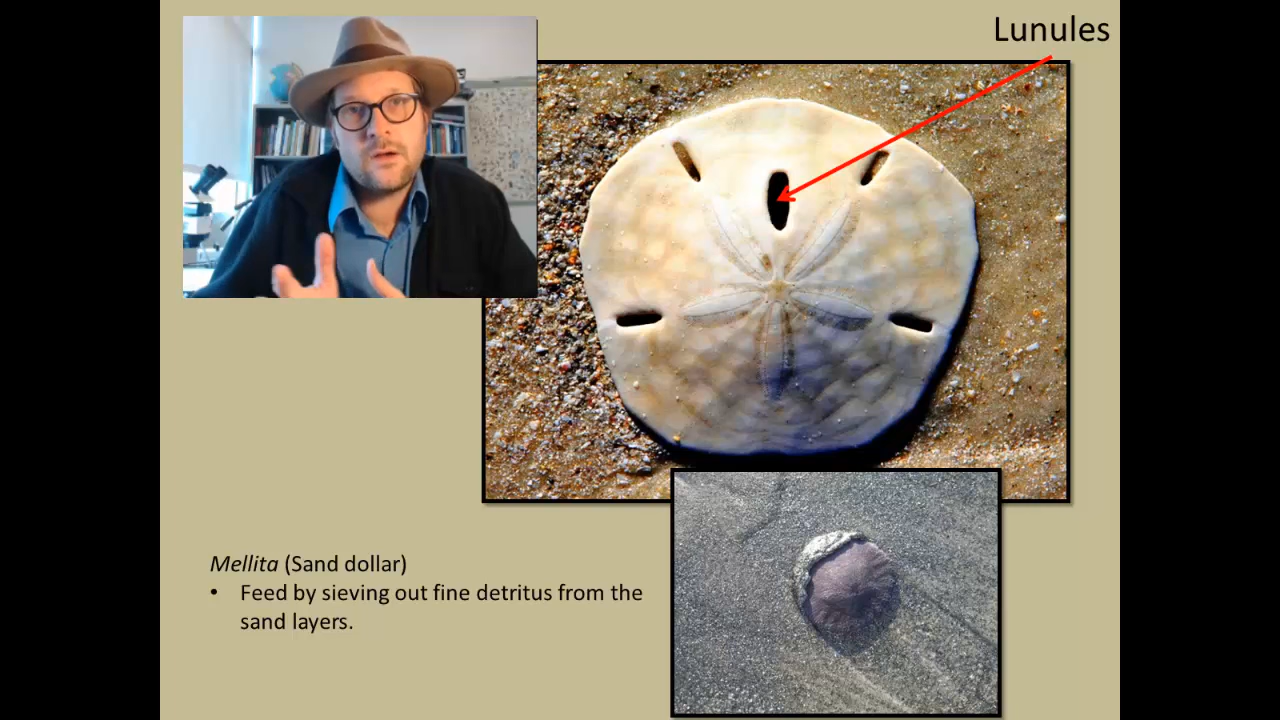 Lunules
Mellita (Sand dollar)
• Feed by sieving out fine detritus from the
sand layers.